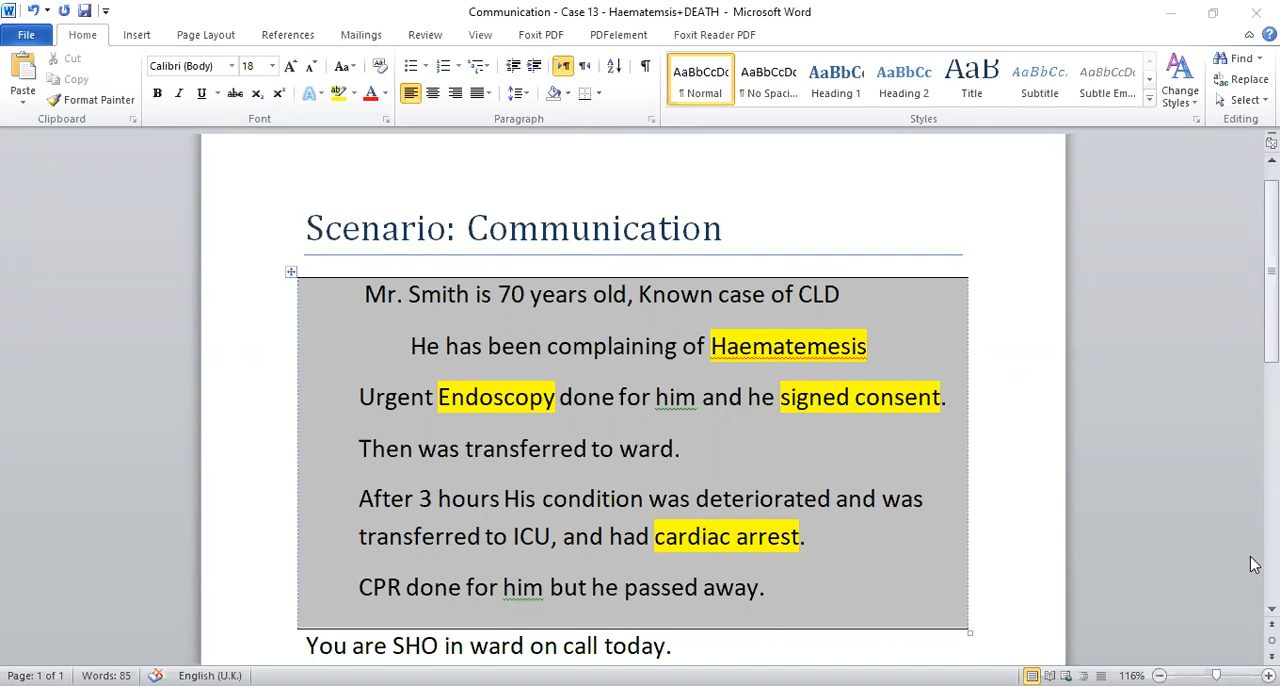 Communication - Case 13 - Haematemsis+DEATH - Microsoft Word
File Home Insert Page Layout References Mailings Review View Foxit PDF PDFelement Foxit Reader PDF
Paste
Cut
Copy
Format Painter
Clipboard
Calibri (Body) 18
Font
Paragraph
AaBbCcDc AaBbCcDc AaBbC AaBbCc AaB AaBbCcI AaBbCcDc
¶ Normal ¶ No Spaci... Heading 1 Heading 2 Title Subtitle Subtle Em...
Change
Styles
Styles
Find
Replace
Select
Editing
Scenario: Communication
Mr. Smith is 70 years old, Known case of CLD
He has been complaining of Haematemesis
Urgent Endoscopy done for him and he signed consent.
Then was transferred to ward.
After 3 hours His condition was deteriorated and was
transferred to ICU, and had cardiac arrest.
CPR done for him but he passed away.
You are SHO in ward on call today.
Page: 1 of 1 Words: 85 English (U.K.) 116%